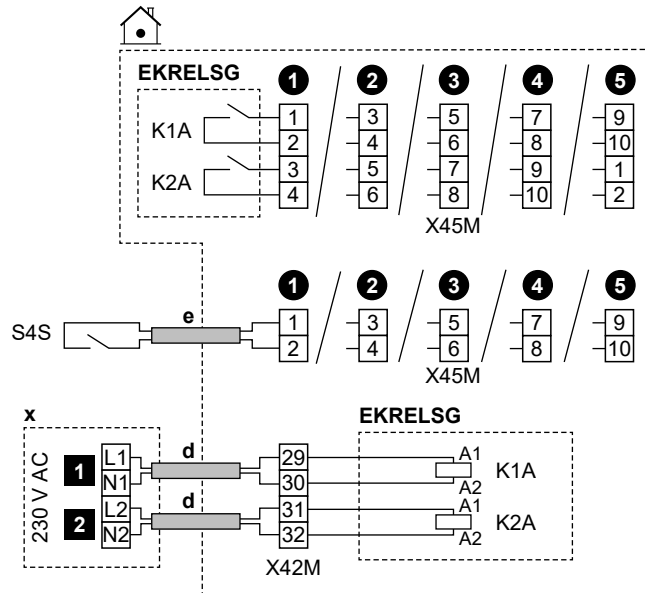 EKRELSG 1 2 3 4 5
K1A 1 3 5 7 9
2 4 6 8 10
K2A 3 5 7 9 1
4 6 8 10 2
X45M
1 2 3 4 5
S4S e 1 3 5 7 9
2 4 6 8 10
X45M
x EKRELSG
230 V AC
1 L1 d 29 A1 K1A
N1 30 A2
2 L2 d 31 A1 K2A
N2 32 A2
X42M